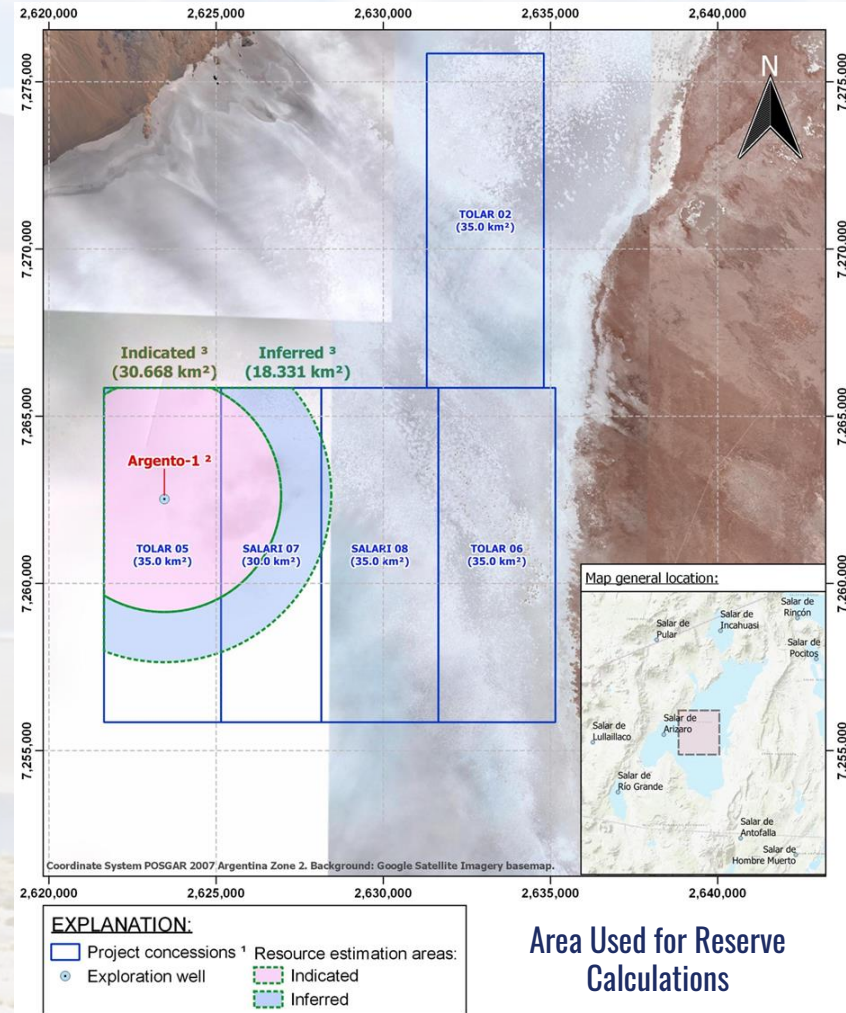 2,620,000
2,625,000
2,630,000
2,635,000
2,640,000
7,275,000
7,275,000
N
TOLAR 02
(35.0 km²)
7,270,000
7,270,000
Indicated ³
(30.668 km²)
Inferred ³
(18.331 km²)
7,265,000
7,265,000
Argento-1 ²
TOLAR 05
(35.0 km²)
SALARI 07
(30.0 km²)
SALARI 08
(35.0 km²)
TOLAR 06
(35.0 km²)
7,260,000
7,260,000
Map general location:
Salar de
Rincón
Salar de
Incahuasi
Salar de
Pular
Salar de
Pocitos
Salar de
Arizaro
Salar de
Lullaillaco
Salar de
Río Grande
Salar de
Antofalla
Salar de
Hombre Muerto
7,255,000
7,255,000
Coordinate System POSGAR 2007 Argentina Zone 2. Background: Google Satellite Imagery basemap.
2,620,000
2,625,000
2,630,000
2,635,000
2,640,000
EXPLANATION:
Project concessions ¹
Exploration well
Resource estimation areas:
Indicated
Inferred
Area Used for Reserve
Calculations